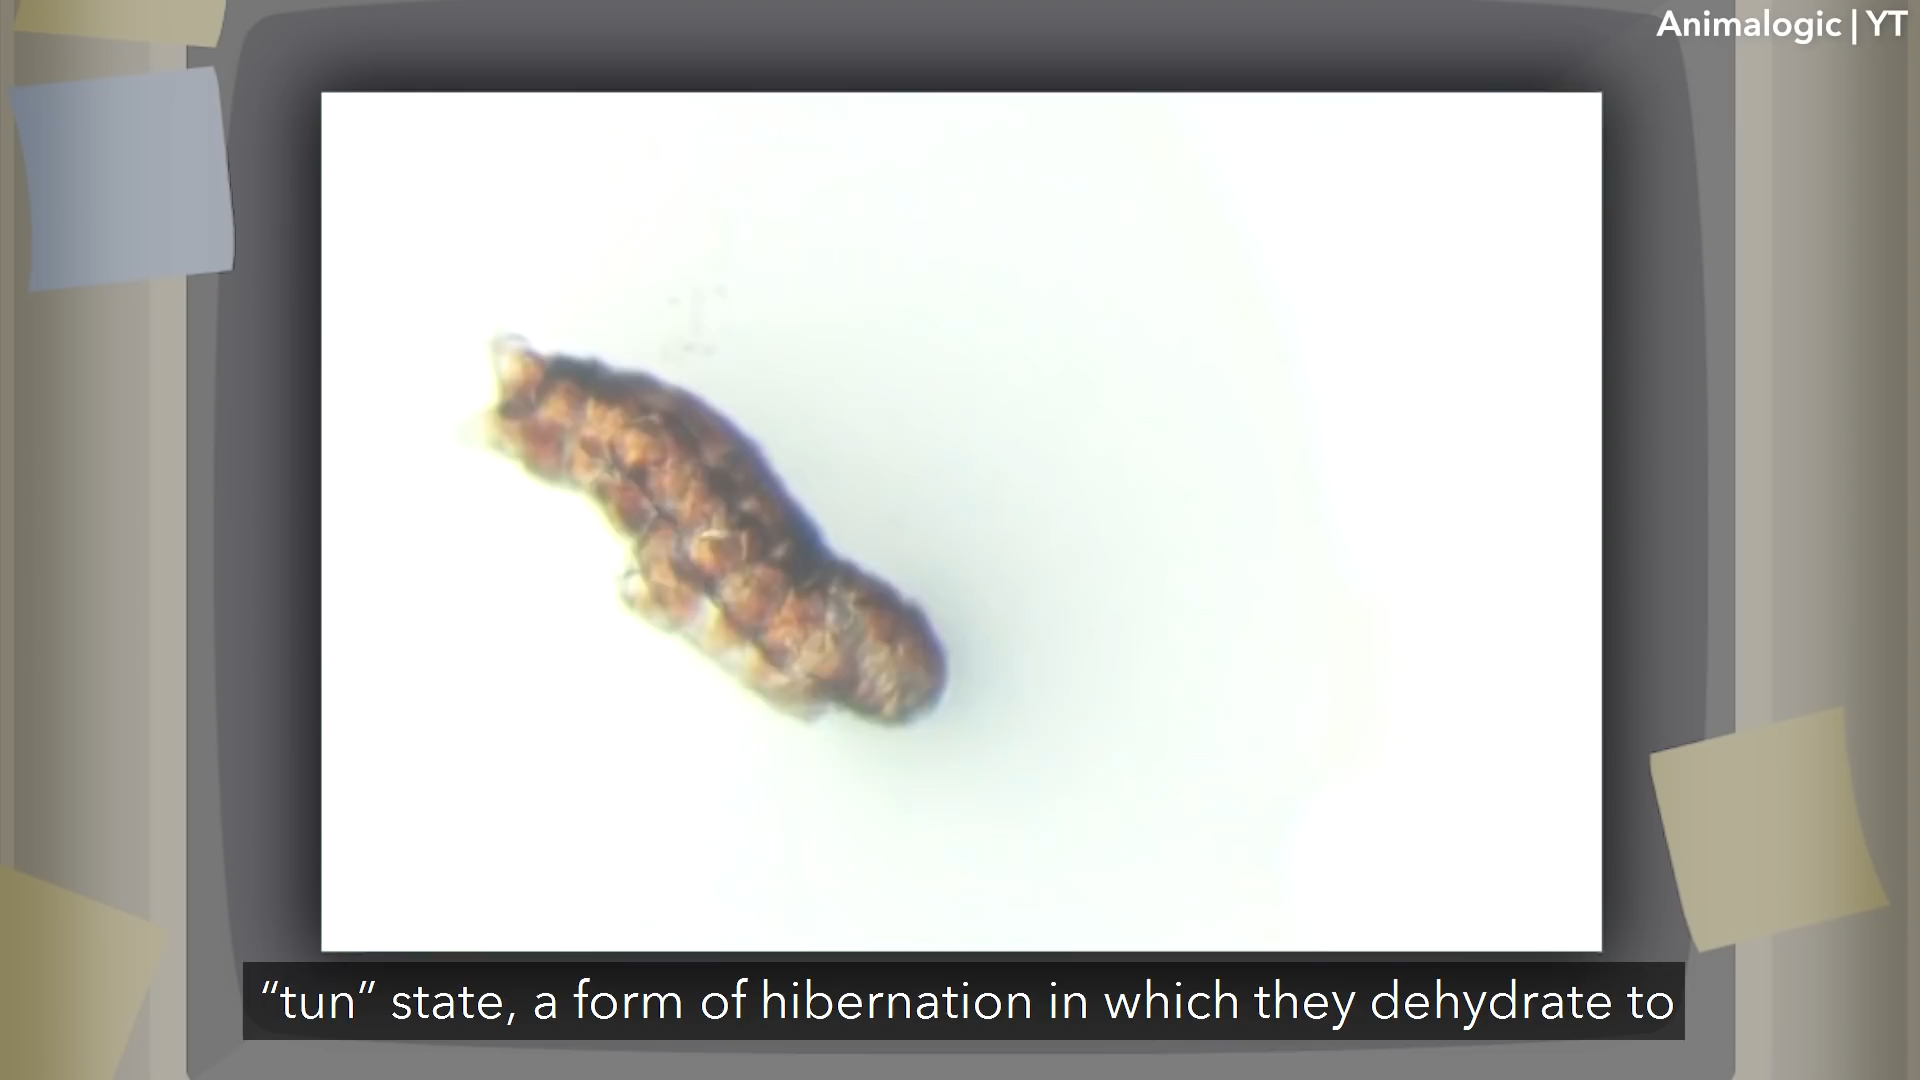 Animalogic | YT
“tun” state, a form of hibernation in which they dehydrate to